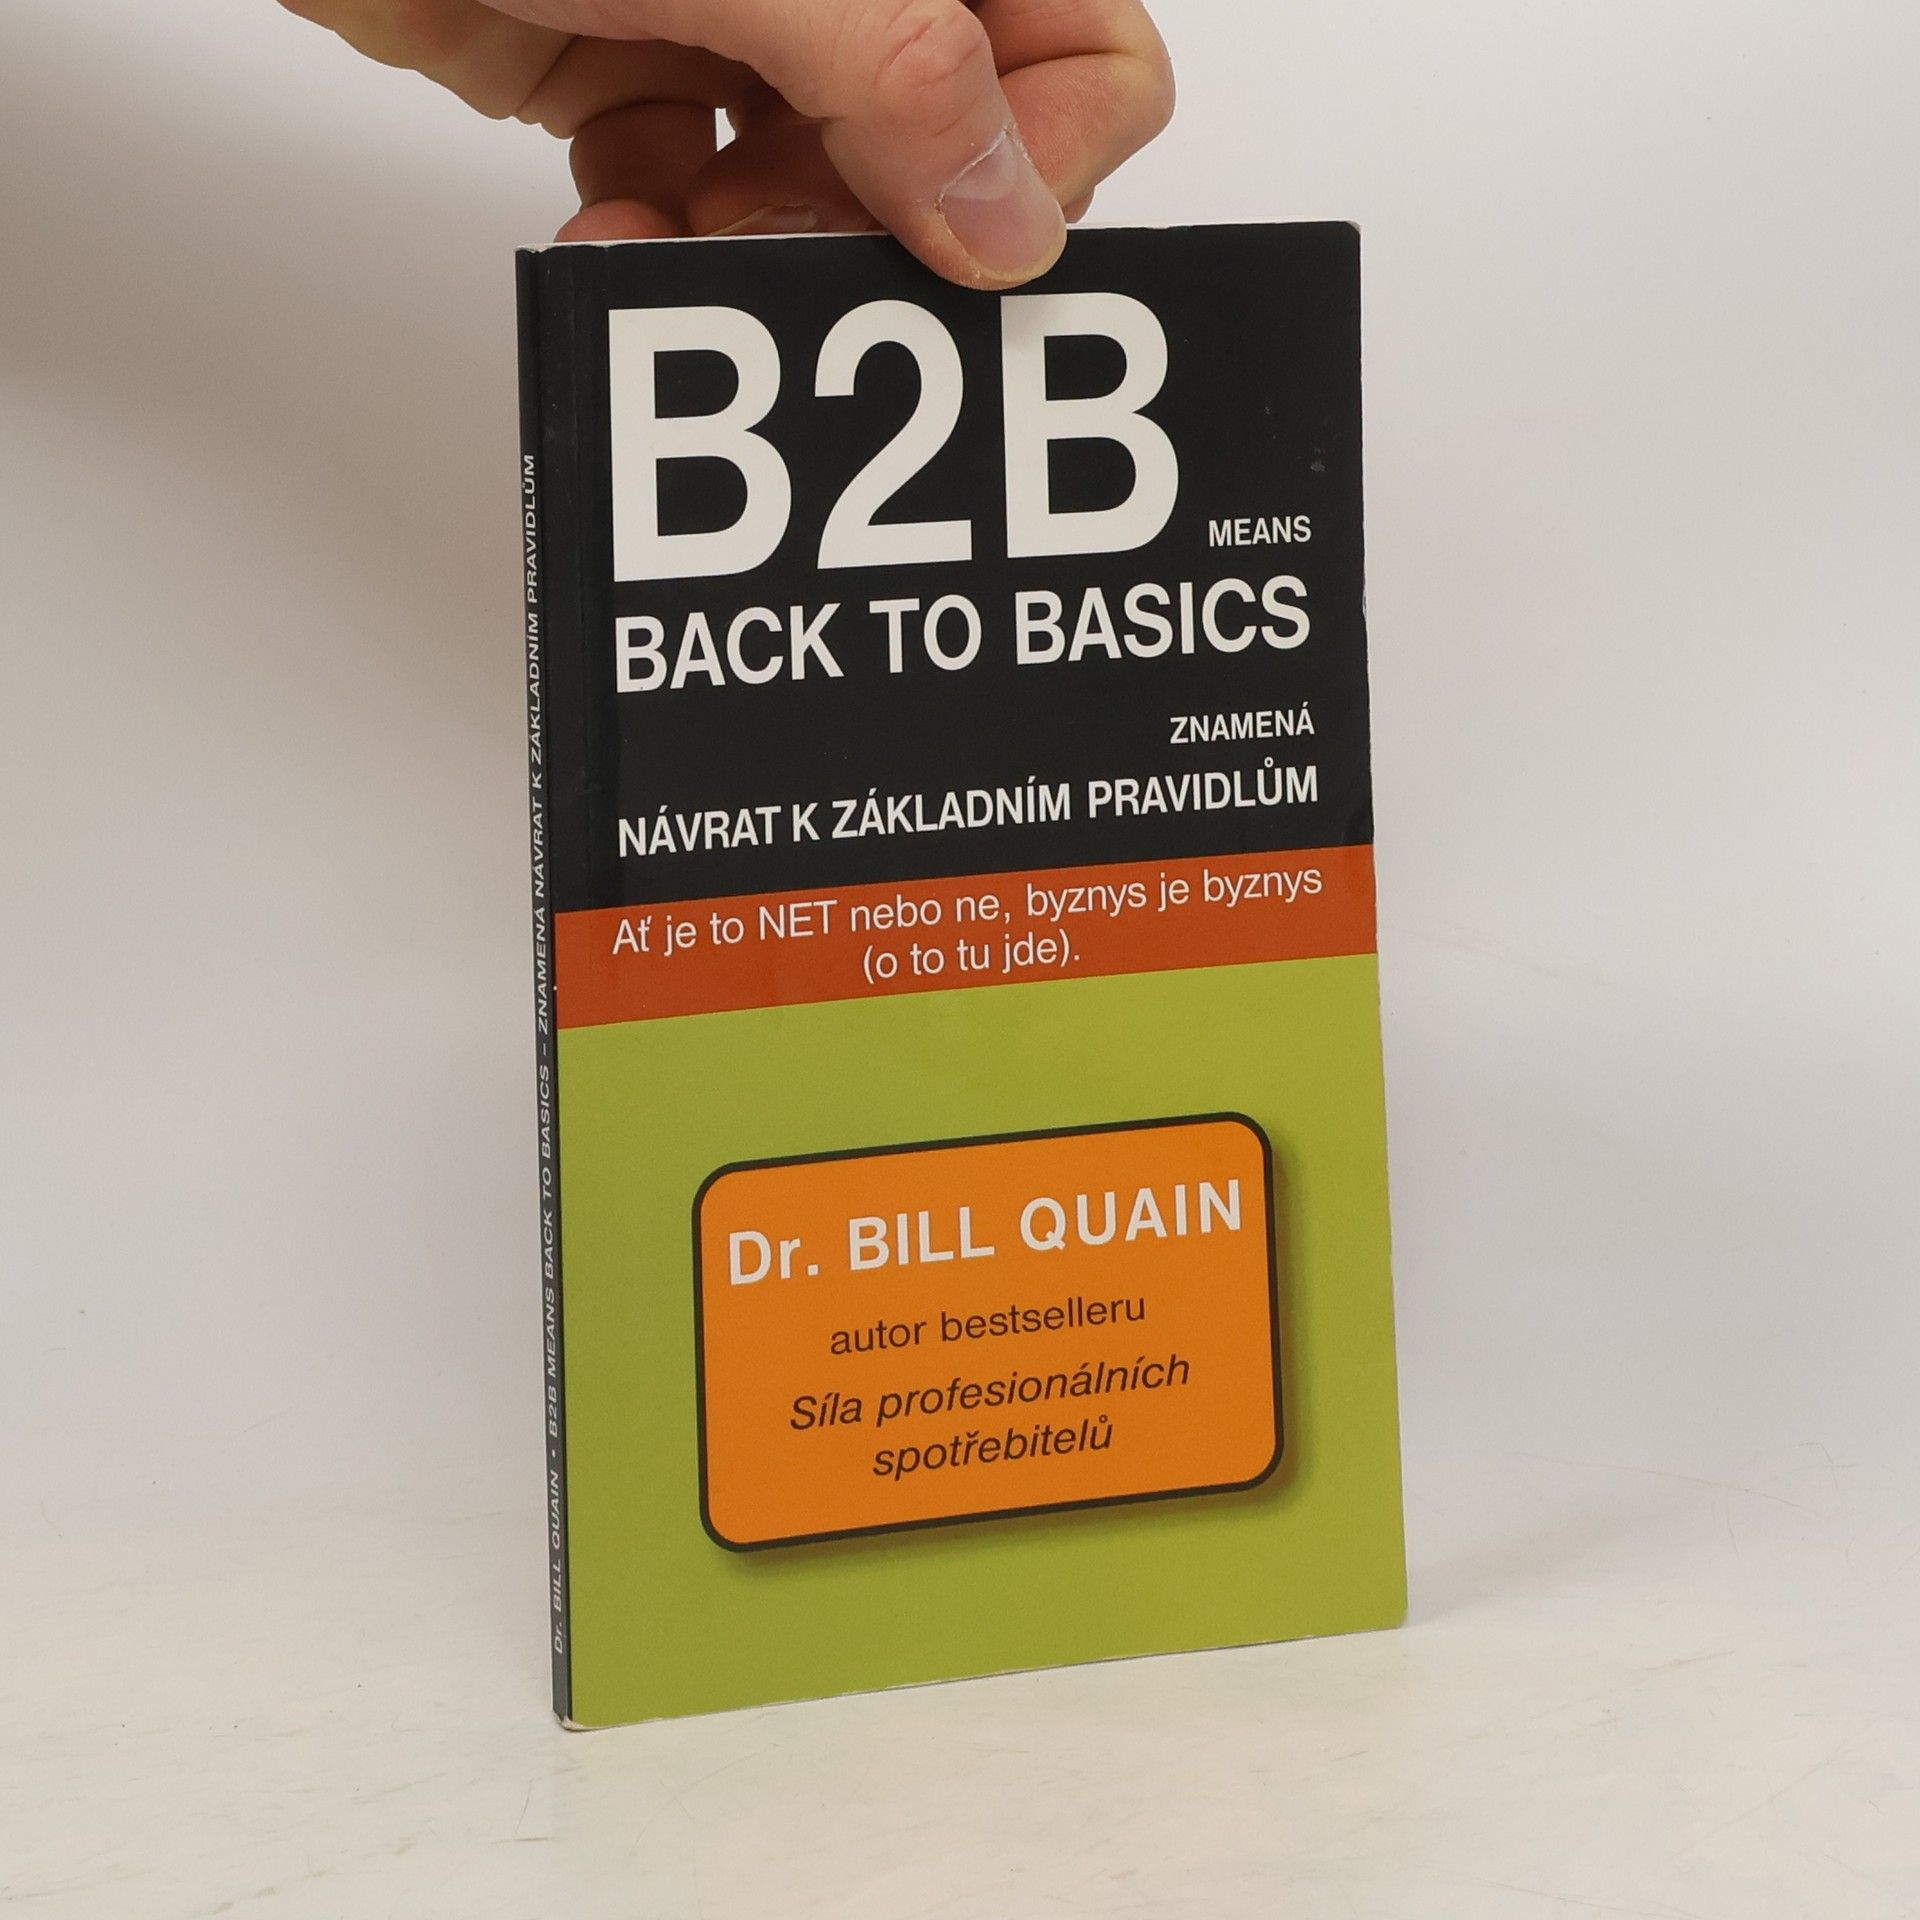 B2B MEANS
BACK TO BASICS
ZNAMENÁ
NÁVRAT K ZÁKLADNÍM PRAVIDLŮM
Ať je to NET nebo ne, byznys je byznys
(o to tu jde).
Dr. BILL QUAIN
autor bestselleru
Síla profesionálních
spotřebitelů
Dr. BILL QUAIN • B2B MEANS BACK TO BASICS – ZNAMENÁ NÁVRAT K ZÁKLADNÍM PRAVIDLŮM